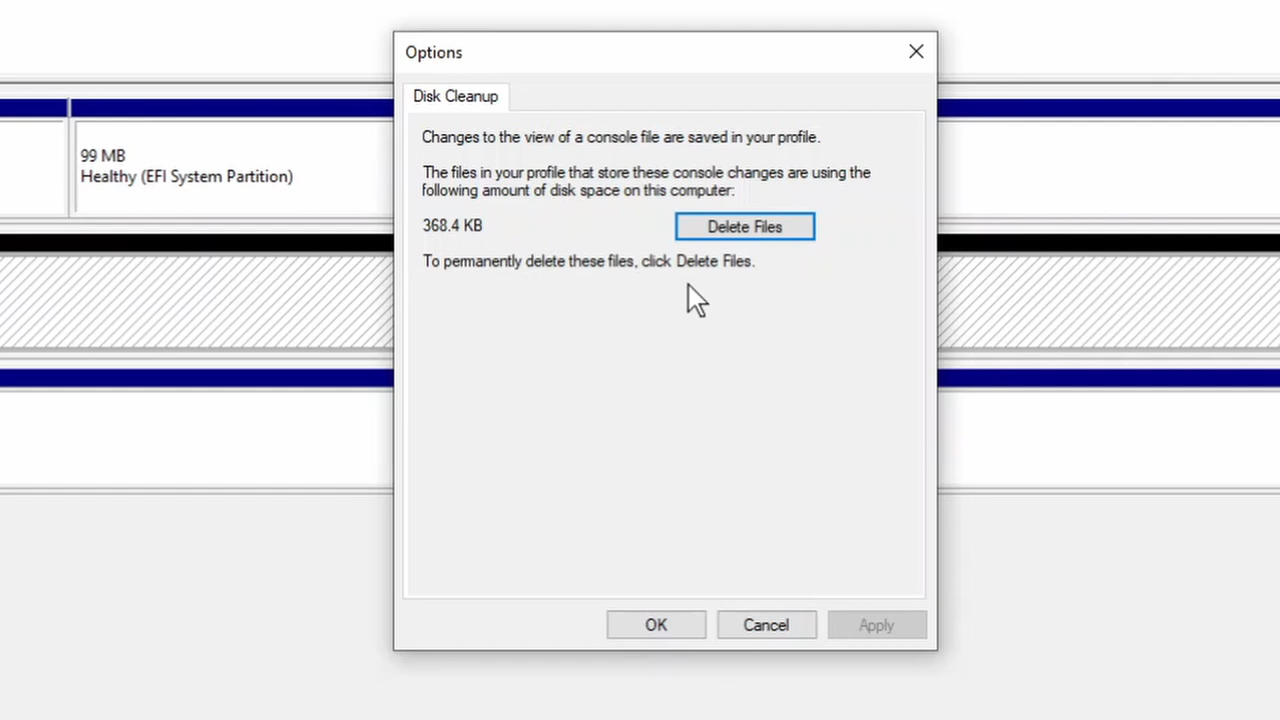 Options
Disk Cleanup
Changes to the view of a console file are saved in your profile.
99 MB
Healthy (EFI System Partition)
The files in your profile that store these console changes are using the
following amount of disk space on this computer:
368.4 KB
Delete Files
To permanently delete these files, click Delete Files.
OK
Cancel
Apply